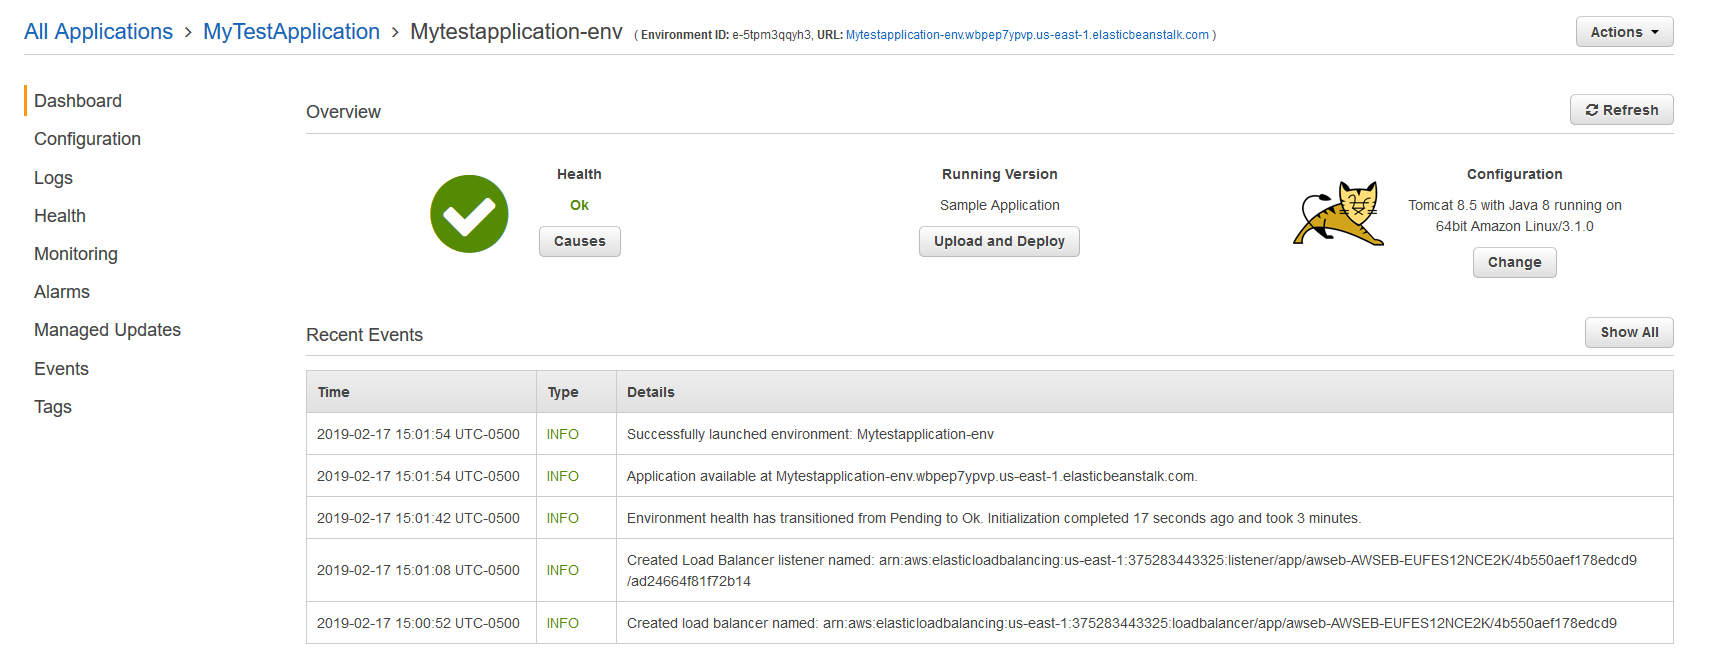 All Applications > MyTestApplication > Mytestapplication-env ( Environment ID: e-5tpm3qqyh3, URL: Mytestapplication-env.wbpep7ypvp.us-east-1.elasticbeanstalk.com )
Actions
Dashboard
Configuration
Logs
Health
Monitoring
Alarms
Managed Updates
Events
Tags
Overview
Refresh
Health
Ok
Causes
Running Version
Sample Application
Upload and Deploy
Configuration
Tomcat 8.5 with Java 8 running on
64bit Amazon Linux/3.1.0
Change
Recent Events
Show All
Time Type Details
2019-02-17 15:01:54 UTC-0500 INFO Successfully launched environment: Mytestapplication-env
2019-02-17 15:01:54 UTC-0500 INFO Application available at Mytestapplication-env.wbpep7ypvp.us-east-1.elasticbeanstalk.com.
2019-02-17 15:01:42 UTC-0500 INFO Environment health has transitioned from Pending to Ok. Initialization completed 17 seconds ago and took 3 minutes.
2019-02-17 15:01:08 UTC-0500 INFO Created Load Balancer listener named: arn:aws:elasticloadbalancing:us-east-1:375283443325:listener/app/awseb-AWSEB-EUFES12NCE2K/4b550aef178edcd9
/ad24664f81f72b14
2019-02-17 15:00:52 UTC-0500 INFO Created load balancer named: arn:aws:elasticloadbalancing:us-east-1:375283443325:loadbalancer/app/awseb-AWSEB-EUFES12NCE2K/4b550aef178edcd9